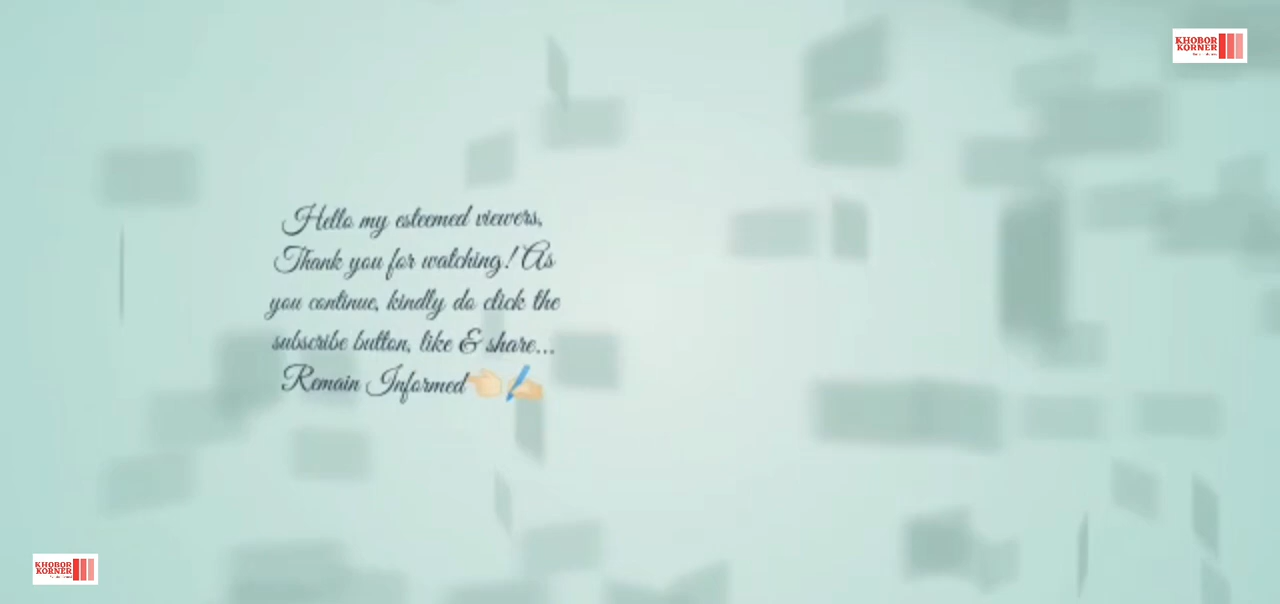 KHOBOR
KORNER
Hello my esteemed viewers,
Thank you for watching! As
you continue, kindly do click the
subscribe button, like & share...
Remain Informed👈🏻✍🏻
KHOBOR
KORNER